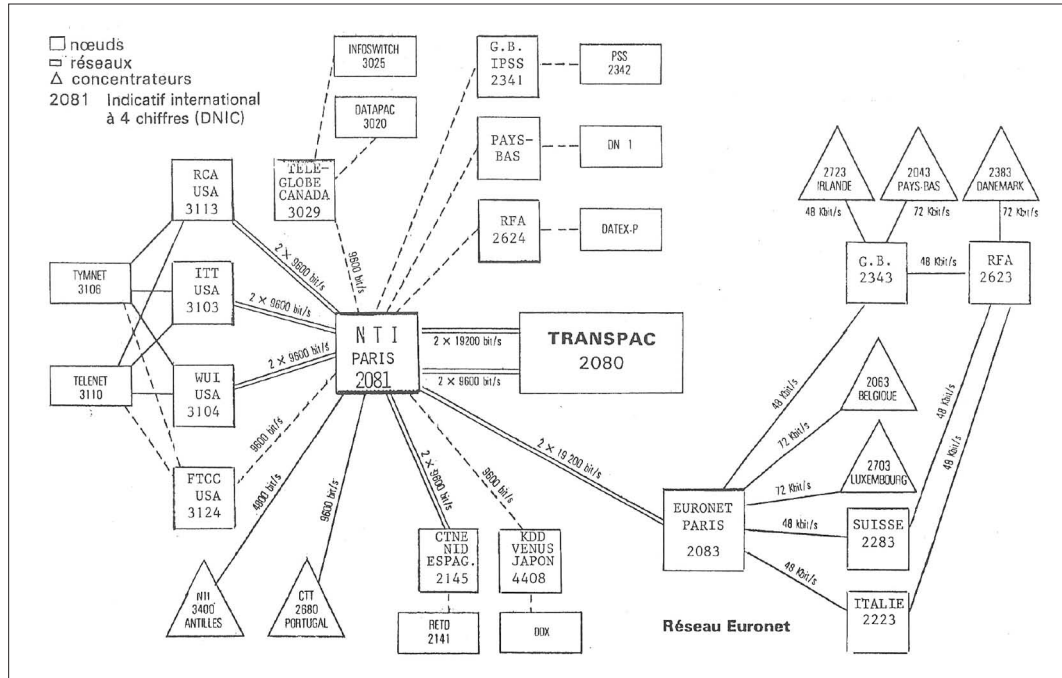 nœuds
réseaux
concentrateurs
2081 Indicatif international
à 4 chiffres (DNIC)
INFOSWITCH
3025
DATAPAC
3020
TELE-
GLOBE
CANADA
3029
G.B.
IPSS
2341
PSS
2342
PAYS-
BAS
DN 1
RFA
2624
DATEX-P
RCA
USA
3113
ITT
USA
3103
WUI
USA
3104
FTCC
USA
3124
TYMNET
3106
TELENET
3110
2 × 9600 bit/s
2 × 9600 bit/s
2 × 9600 bit/s
9600 bit/s
9600 bit/s
NTI
PARIS
2081
2 × 19200 bit/s
2 × 9600 bit/s
TRANSPAC
2080
4800 bit/s
9600 bit/s
2 × 9600 bit/s
9600 bit/s
2 × 19 200 bit/s
NTI
3400
ANTILLES
CTT
2680
PORTUGAL
CTNE
NID
ESPAG.
2145
RETD
2141
KDD
VENUS
JAPON
4408
DDX
2723
IRLANDE
2043
PAYS-BAS
2383
DANEMARK
48 Kbit/s
72 Kbit/s
72 Kbit/s
G.B.
2343
48 Kbit/s
RFA
2623
48 Kbit/s
72 Kbit/s
72 Kbit/s
48 kbit/s
48 Kbit/s
48 Kbit/s
48 Kbit/s
2063
BELGIQUE
2703
LUXEMBOURG
EURONET
PARIS
2083
SUISSE
2283
ITALIE
2223
Réseau Euronet